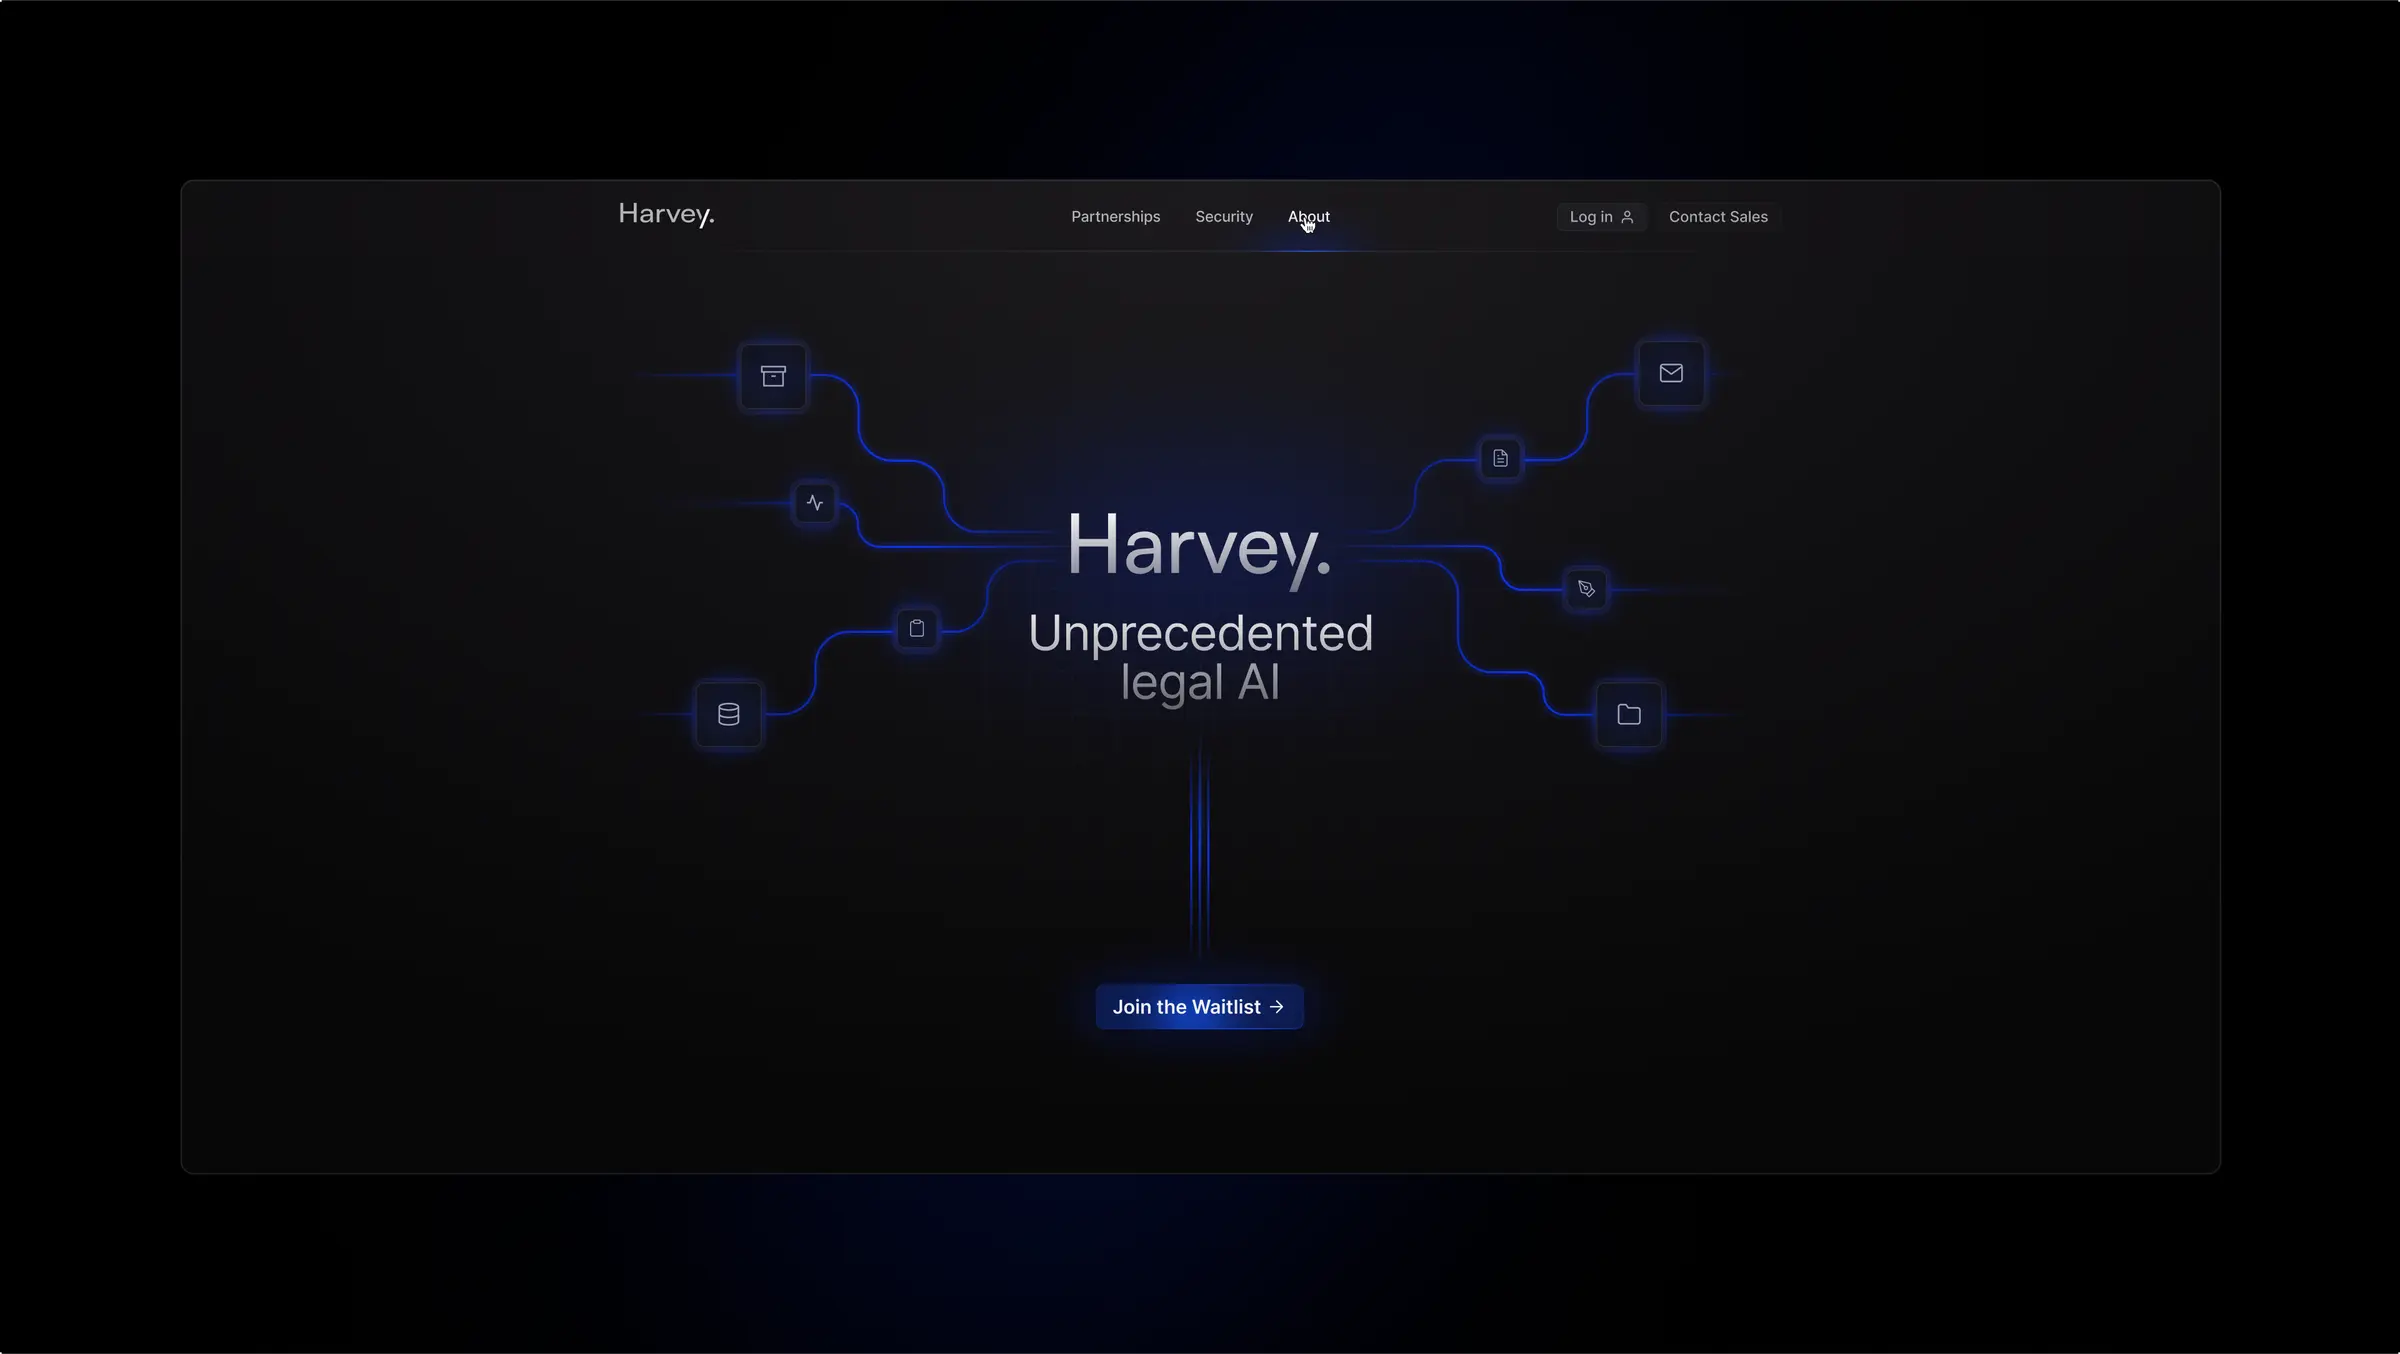 Harvey.
Partnerships
Security
About
Log in
Contact Sales
Harvey.
Unprecedented
legal AI
Join the Waitlist →